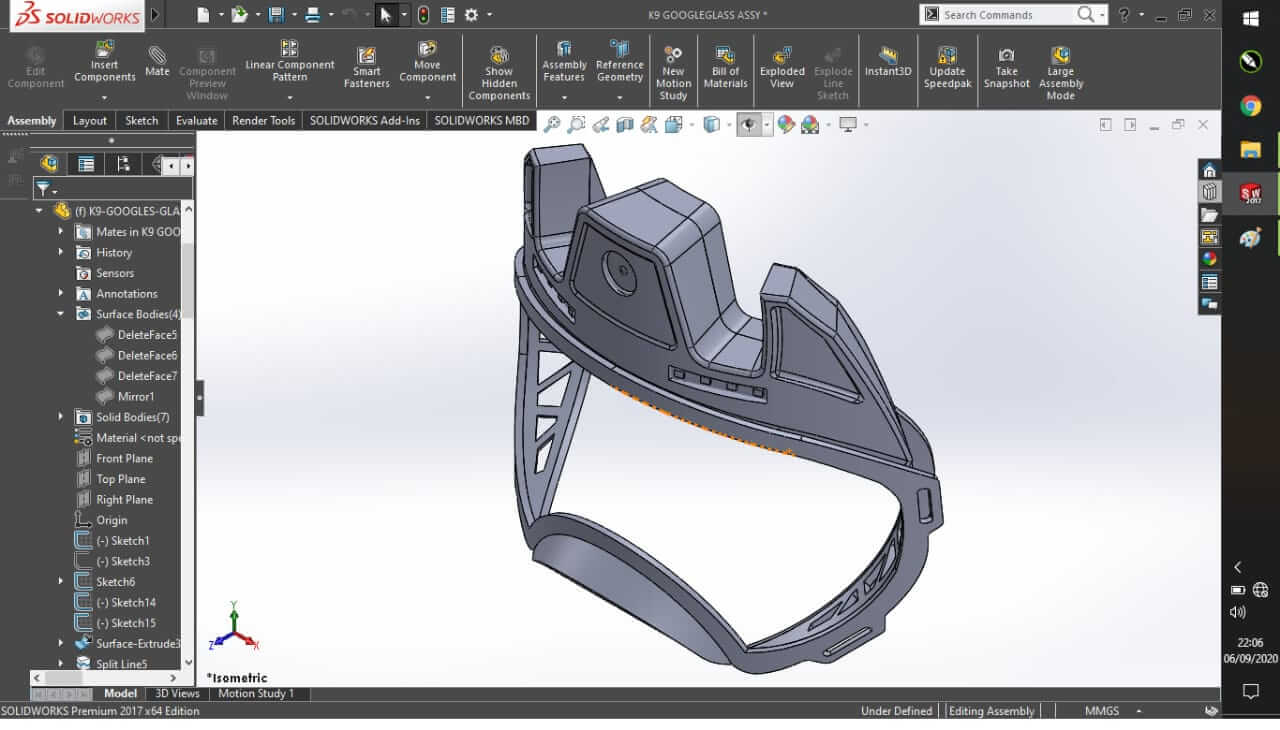 SOLIDWORKS
K9 GOOGLEGLASS ASSY *
Search Commands
?
Edit
Component
Insert
Components
Mate
Component
Preview
Window
Linear Component
Pattern
Smart
Fasteners
Move
Component
Show
Hidden
Components
Assembly
Features
Reference
Geometry
New
Motion
Study
Bill of
Materials
Exploded
View
Explode
Line
Sketch
Instant3D
Update
Speedpak
Take
Snapshot
Large
Assembly
Mode
Assembly
Layout
Sketch
Evaluate
Render Tools
SOLIDWORKS Add-Ins
SOLIDWORKS MBD
(f) K9-GOOGLES-GLA
Mates in K9 GOO
History
Sensors
Annotations
Surface Bodies(4)
DeleteFace5
DeleteFace6
DeleteFace7
Mirror1
Solid Bodies(7)
Material <not spe
Front Plane
Top Plane
Right Plane
Origin
(-) Sketch1
(-) Sketch3
Sketch6
(-) Sketch14
(-) Sketch15
Surface-Extrude3
Split Line5
Y
Z
X
*Isometric
Model
3D Views
Motion Study 1
SOLIDWORKS Premium 2017 x64 Edition
Under Defined
Editing Assembly
MMGS
SW
2017
22:06
06/09/2020